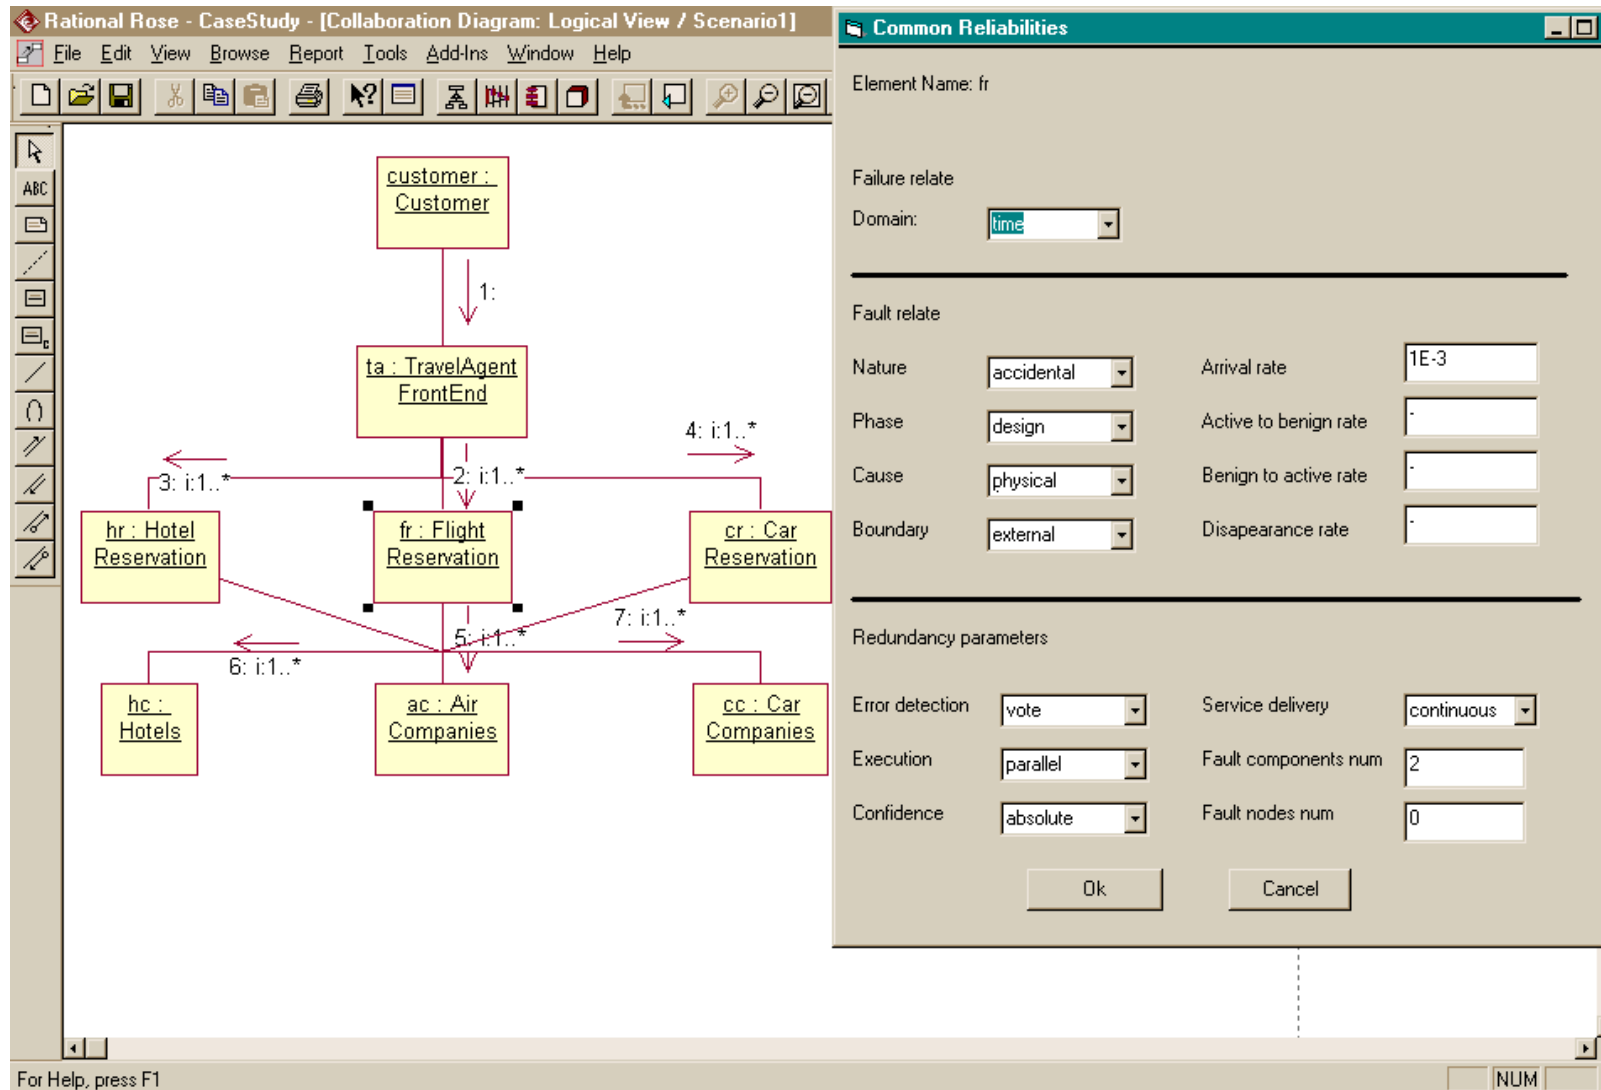 Rational Rose - CaseStudy - [Collaboration Diagram: Logical View / Scenario1]
File Edit View Browse Report Tools Add-Ins Window Help
ABC
customer :
Customer
1:
ta : TravelAgent
FrontEnd
4: i:1..*
3: i:1..*
2: i:1..*
hr : Hotel
Reservation
fr : Flight
Reservation
cr : Car
Reservation
7: i:1..*
5: i:1..*
6: i:1..*
hc :
Hotels
ac : Air
Companies
cc : Car
Companies
Common Reliabilities
Element Name: fr
Failure relate
Domain: time
Fault relate
Nature accidental Arrival rate 1E-3
Phase design Active to benign rate -
Cause physical Benign to active rate -
Boundary external Disapearance rate -
Redundancy parameters
Error detection vote Service delivery continuous
Execution parallel Fault components num 2
Confidence absolute Fault nodes num 0
Ok Cancel
For Help, press F1 NUM